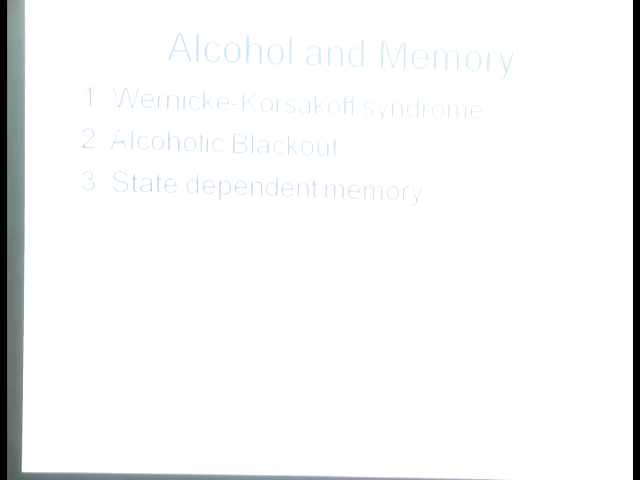 Alcohol and Memory
1 Wernicke-Korsakoff syndrome
2. Alcoholic Blackout
3 State dependent memory